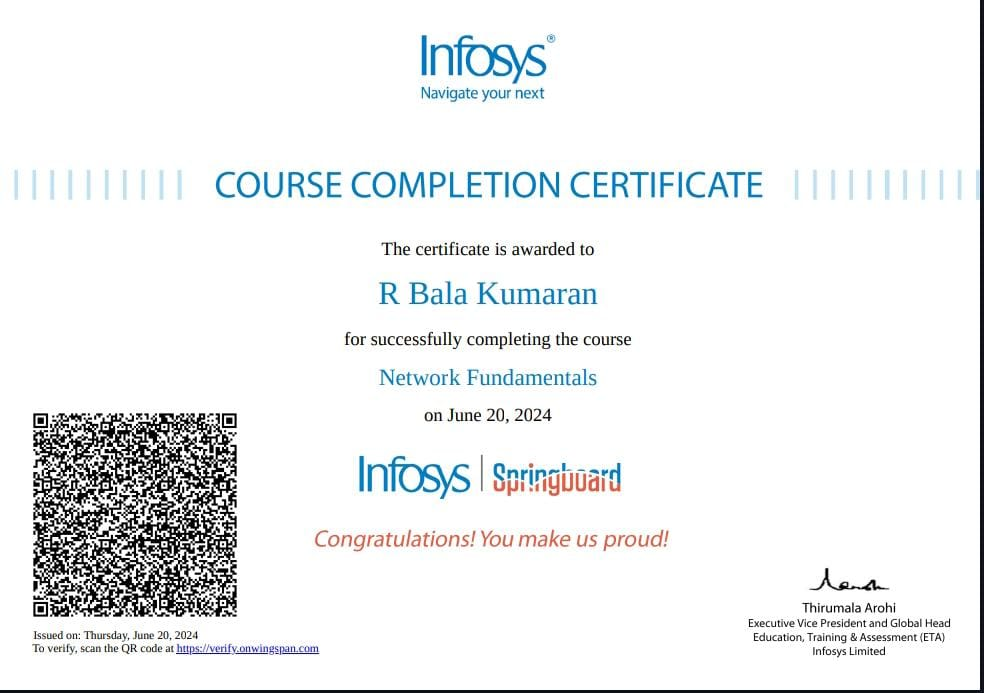 Infosys®
Navigate your next
COURSE COMPLETION CERTIFICATE
The certificate is awarded to
R Bala Kumaran
for successfully completing the course
Network Fundamentals
on June 20, 2024
Infosys | Springboard
Congratulations! You make us proud!
Thirumala Arohi
Executive Vice President and Global Head
Education, Training & Assessment (ETA)
Infosys Limited
Issued on: Thursday, June 20, 2024
To verify, scan the QR code at https://verify.onwingspan.com